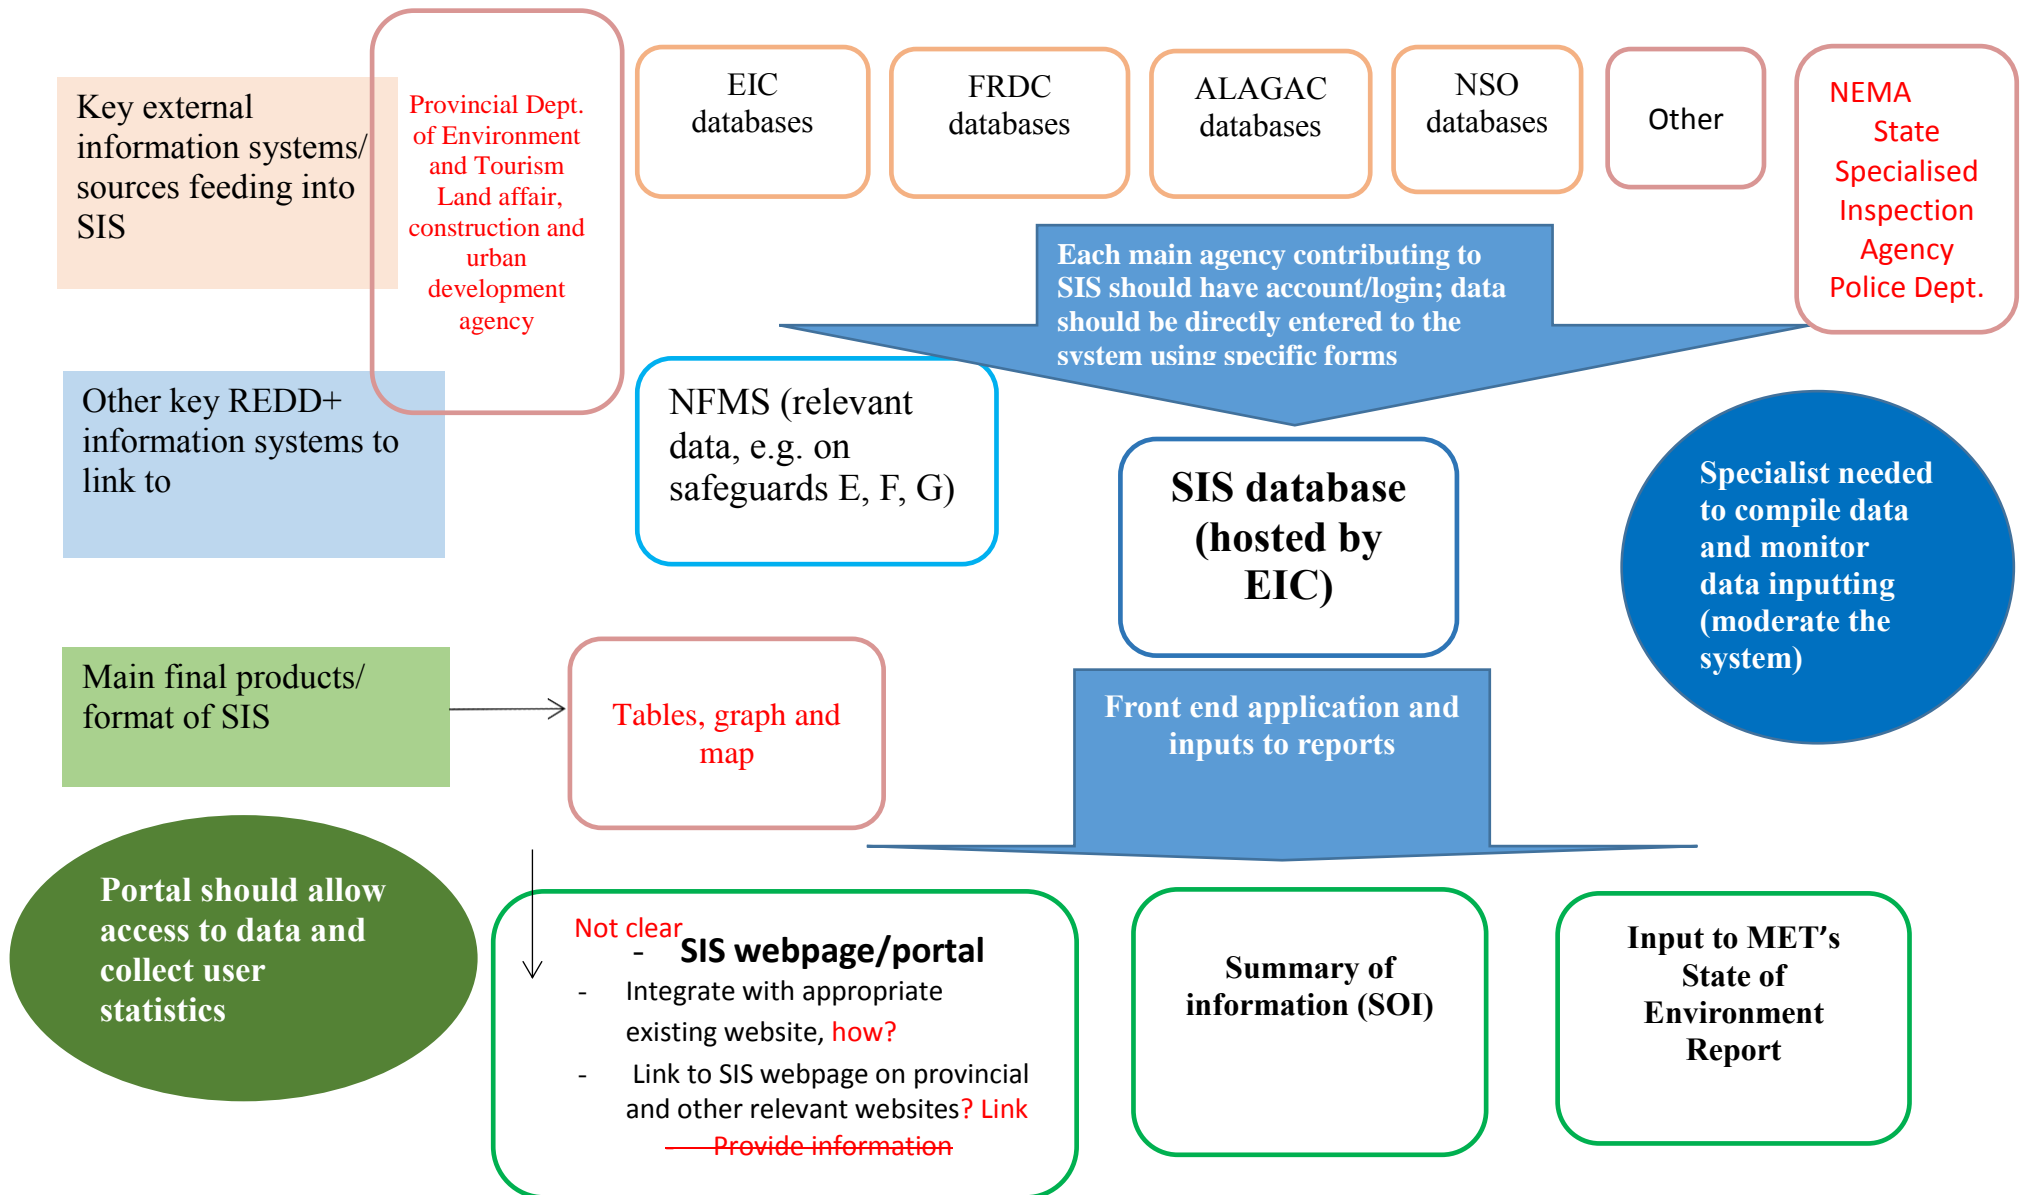 Key external
information systems/
sources feeding into
SIS
Provincial Dept.
of Environment
and Tourism
Land affair,
construction and
urban
development
agency
EIC
databases
FRDC
databases
ALAGAC
databases
NSO
databases
Other
NEMA
State
Specialised
Inspection
Agency
Police Dept.
Each main agency contributing to
SIS should have account/login; data
should be directly entered to the
system using specific forms
Other key REDD+
information systems to
link to
NFMS (relevant
data, e.g. on
safeguards E, F, G)
SIS database
(hosted by
EIC)
Specialist needed
to compile data
and monitor
data inputting
(moderate the
system)
Main final products/
format of SIS
Tables, graph and
map
Front end application and
inputs to reports
Portal should allow
access to data and
collect user
statistics
Not clear
- SIS webpage/portal
- Integrate with appropriate
existing website, how?
- Link to SIS webpage on provincial
and other relevant websites? Link
- Provide information
Summary of
information (SOI)
Input to MET’s
State of
Environment
Report